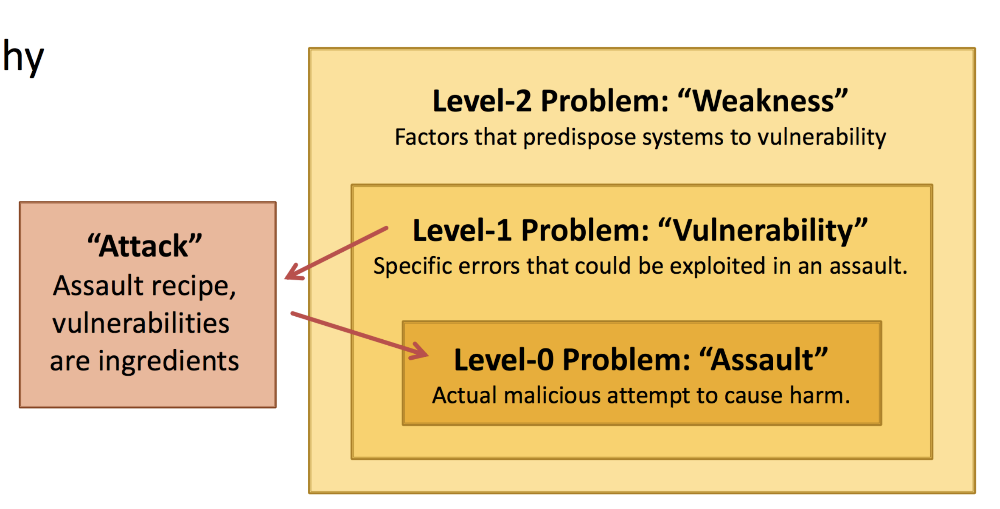 hy
Level-2 Problem: “Weakness”
Factors that predispose systems to vulnerability
Level-1 Problem: “Vulnerability”
Specific errors that could be exploited in an assault.
Level-0 Problem: “Assault”
Actual malicious attempt to cause harm.
“Attack”
Assault recipe,
vulnerabilities
are ingredients